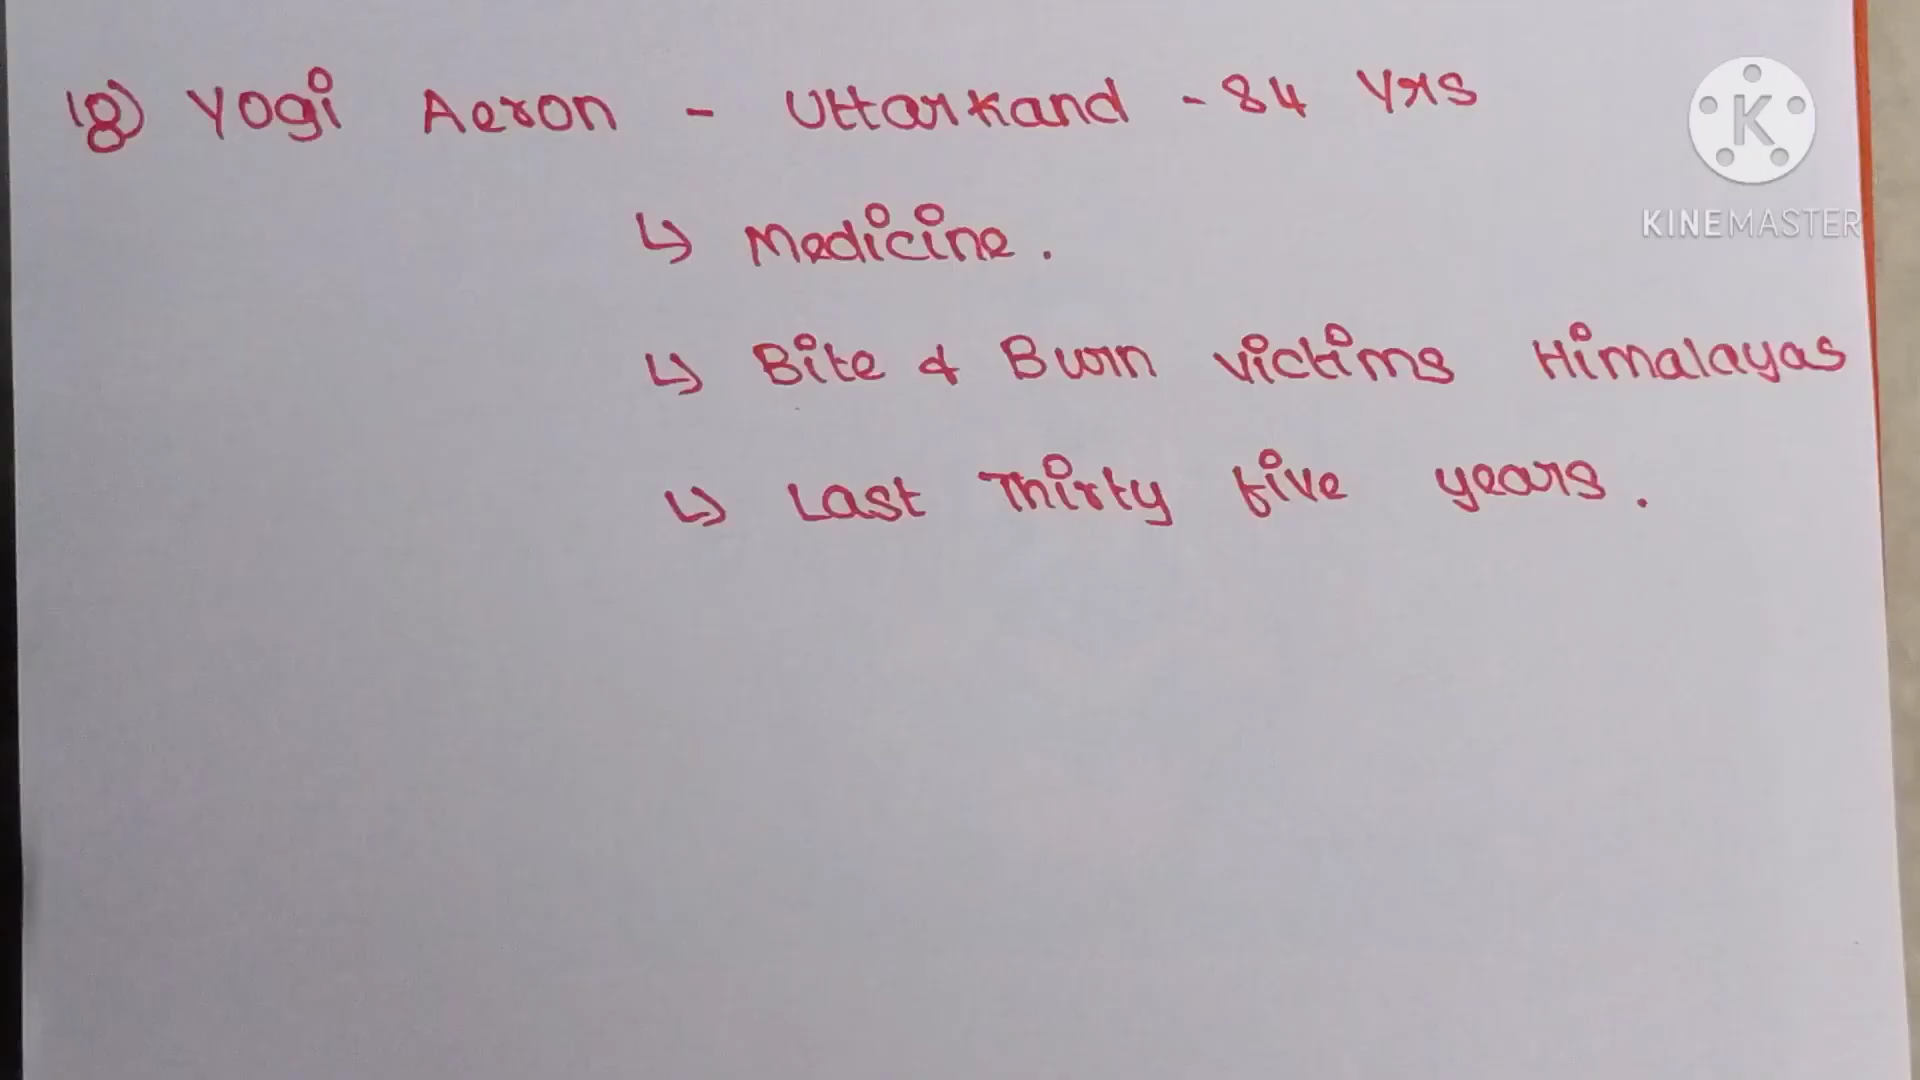 18) Yogi Aeron - Uttarkand - 84 Yrs
K
KINEMASTER
↳ Medicine.
↳ Bite & Burn victims Himalayas
↳ Last Thirty five years.